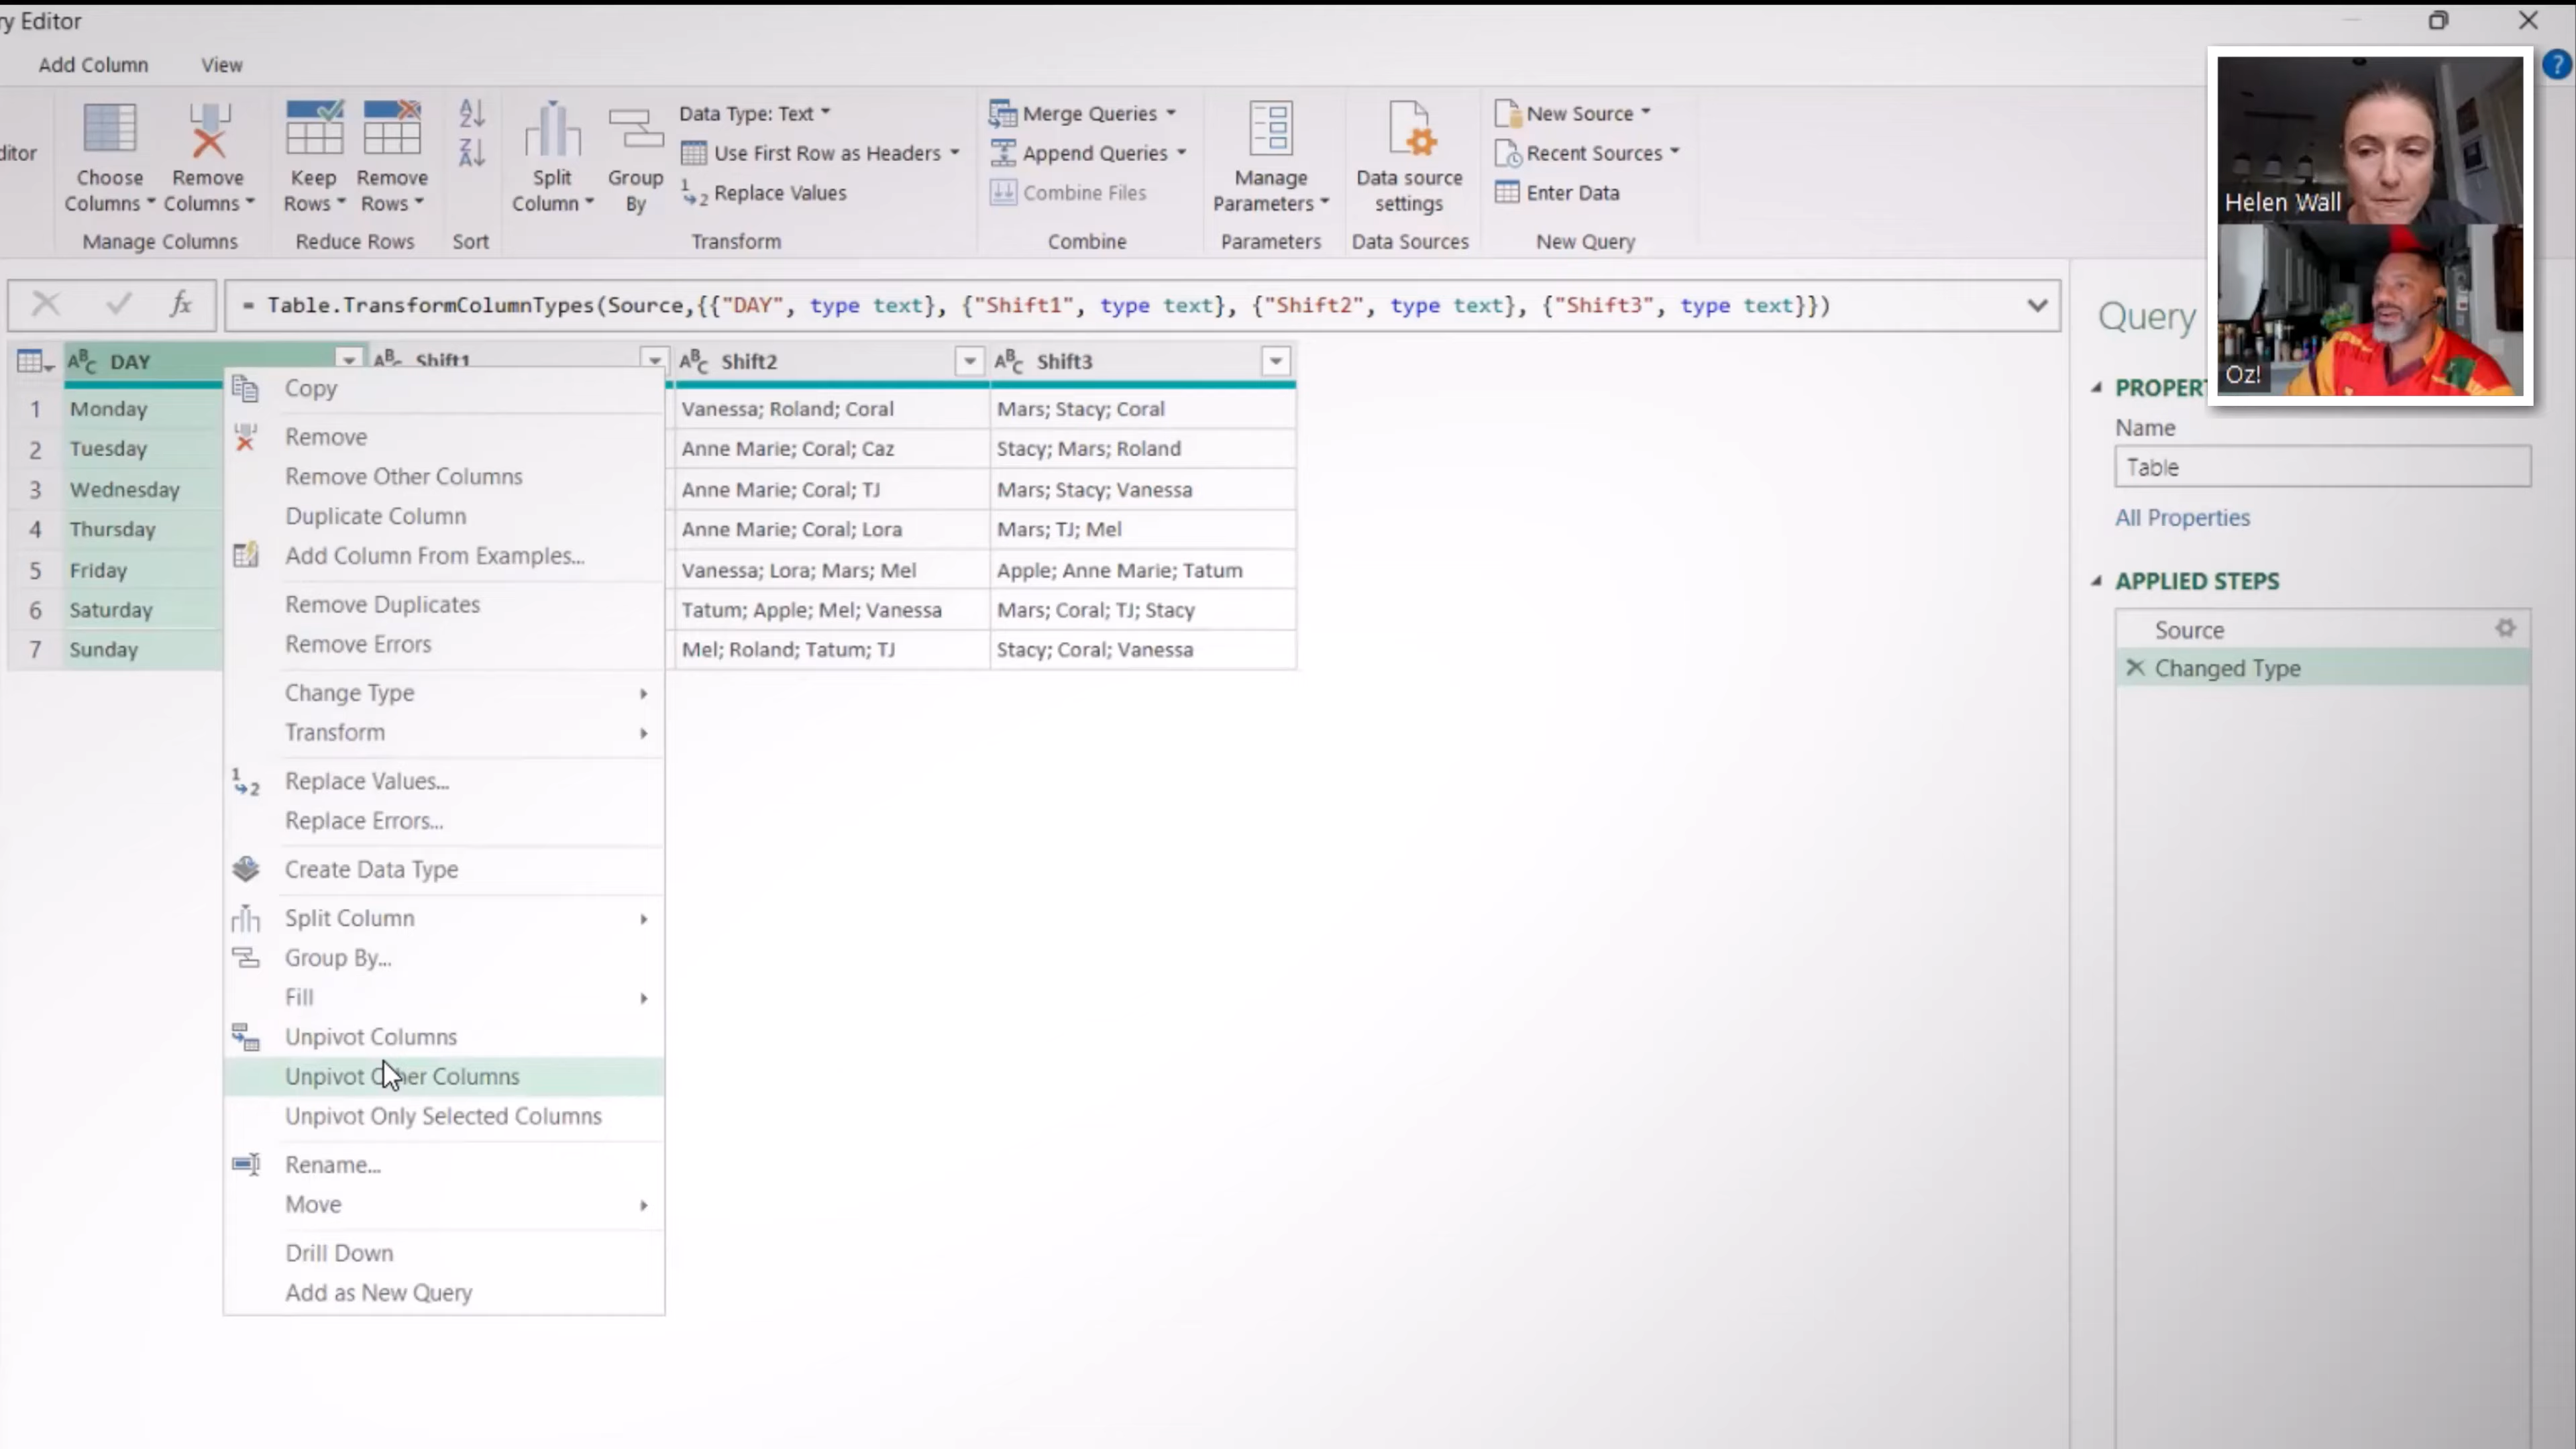 ry Editor
Add Column View
ditor
Choose Columns
Remove Columns
Manage Columns
Keep Rows
Remove Rows
Reduce Rows
Sort
Split Column
Group By
Data Type: Text
Use First Row as Headers
Replace Values
Transform
Merge Queries
Append Queries
Combine Files
Combine
Manage Parameters
Parameters
Data source settings
Data Sources
New Source
Recent Sources
Enter Data
New Query
?
Helen Wall
Oz!
fx = Table.TransformColumnTypes(Source,{{"DAY", type text}, {"Shift1", type text}, {"Shift2", type text}, {"Shift3", type text}})
ABC DAY ABC Shift1 ABC Shift2 ABC Shift3
1 Monday Vanessa; Roland; Coral Mars; Stacy; Coral
2 Tuesday Anne Marie; Coral; Caz Stacy; Mars; Roland
3 Wednesday Anne Marie; Coral; TJ Mars; Stacy; Vanessa
4 Thursday Anne Marie; Coral; Lora Mars; TJ; Mel
5 Friday Vanessa; Lora; Mars; Mel Apple; Anne Marie; Tatum
6 Saturday Tatum; Apple; Mel; Vanessa Mars; Coral; TJ; Stacy
7 Sunday Mel; Roland; Tatum; TJ Stacy; Coral; Vanessa
Copy
Remove
Remove Other Columns
Duplicate Column
Add Column From Examples...
Remove Duplicates
Remove Errors
Change Type
Transform
Replace Values...
Replace Errors...
Create Data Type
Split Column
Group By...
Fill
Unpivot Columns
Unpivot Other Columns
Unpivot Only Selected Columns
Rename...
Move
Drill Down
Add as New Query
Query
PROPERT
Name
Table
All Properties
APPLIED STEPS
Source
Changed Type